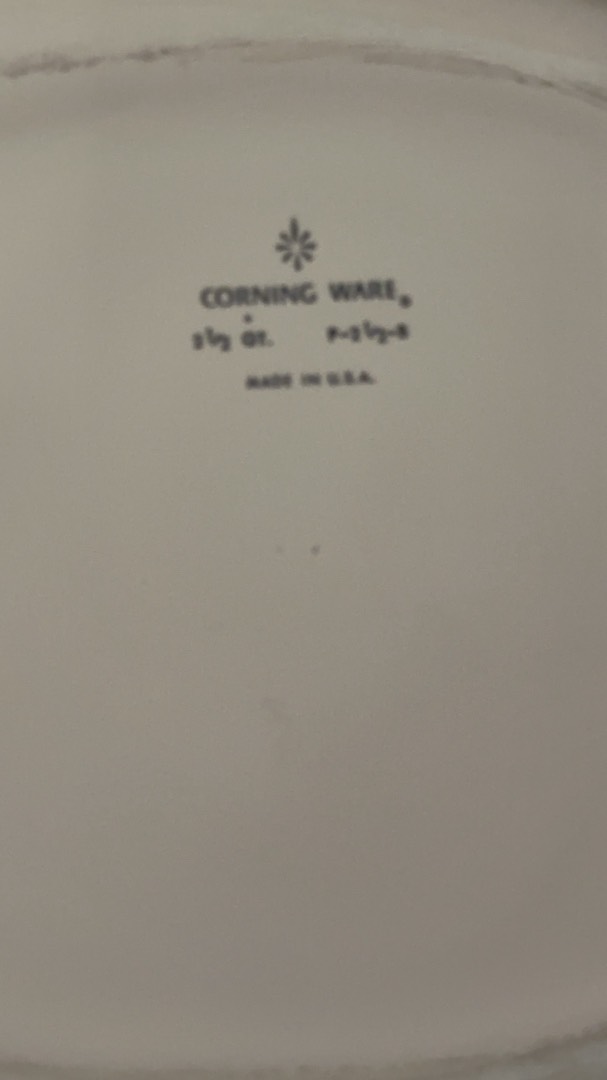 CORNING WARE®
2½ QT. P-2½-B
MADE IN U.S.A.